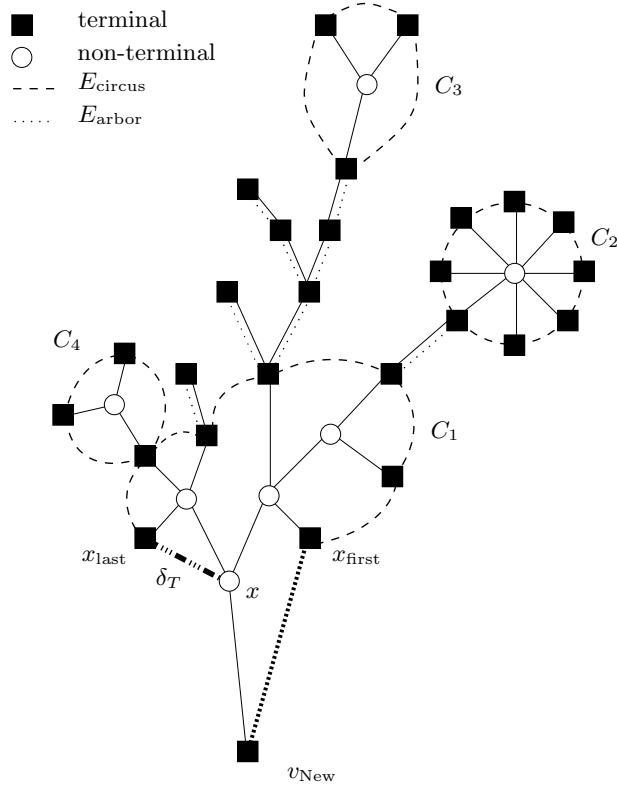 terminal
non-terminal
E_circus
E_arbor
C_3
C_2
C_4
C_1
x_last
x_first
δ_T
x
v_New